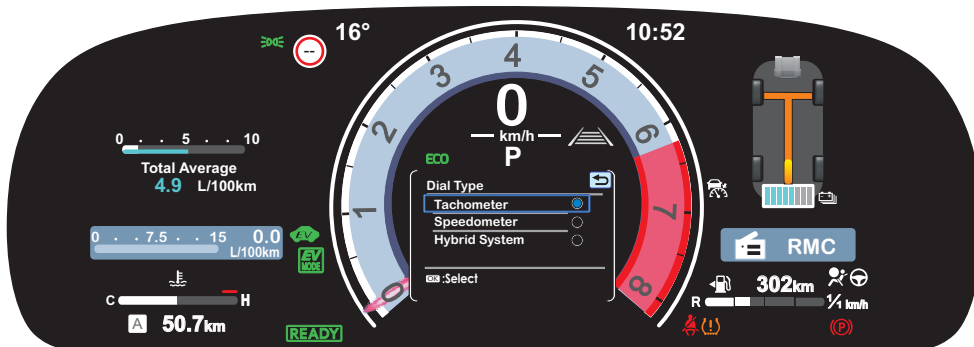 16°
10:52
--
0 . . 5 . . 10
Total Average
4.9 L/100km
0 . . 7.5 . . 15 0.0
L/100km
EV
EV
MODE
C H
A 50.7km
READY
0
1
2
3
4
5
6
7
8
0
km/h
P
ECO
Dial Type
Tachometer
Speedometer
Hybrid System
OK :Select
RMC
302km
R 1/1 km/h
(!)
(P)